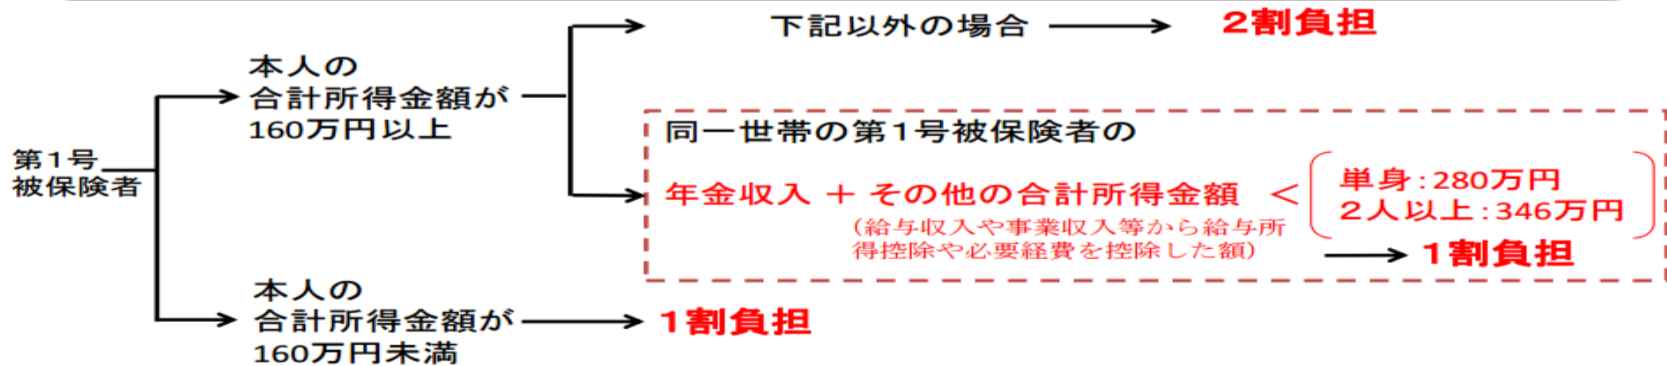 第1号
被保険者
本人の
合計所得金額が
160万円以上
下記以外の場合
2割負担
同一世帯の第1号被保険者の
年金収入 + その他の合計所得金額 <
(給与収入や事業収入等から給与所
得控除や必要経費を控除した額)
単身:280万円
2人以上:346万円
1割負担
本人の
合計所得金額が
160万円未満
1割負担